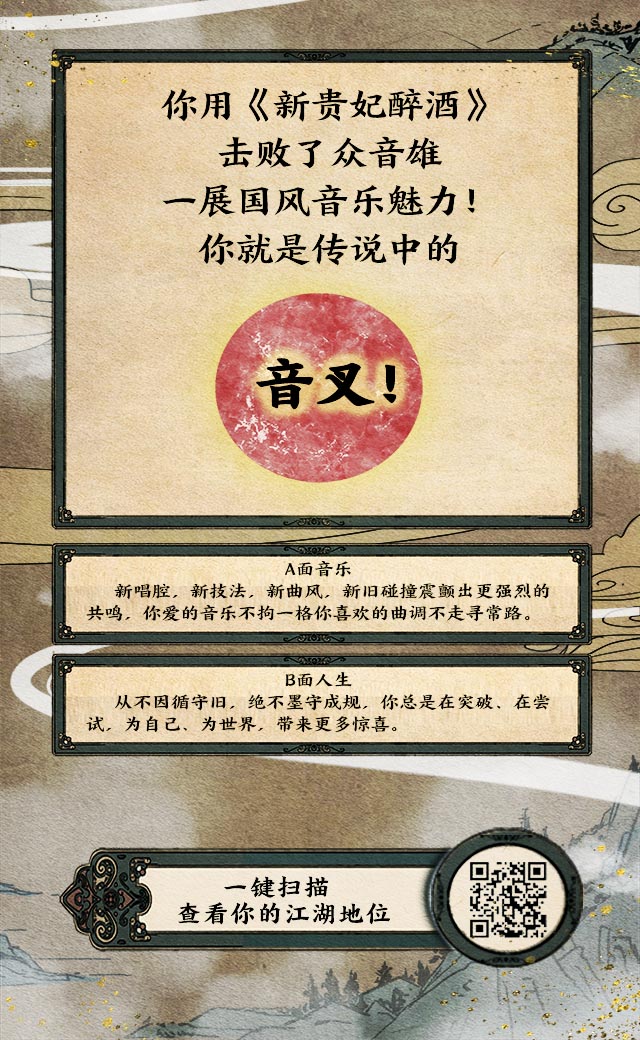 你用《新贵妃醉酒》
击败了众音雄
一展国风音乐魅力！
你就是传说中的
音叉！
A面音乐
新唱腔，新技法，新曲风，新旧碰撞震颤出更强烈的
共鸣，你爱的音乐不拘一格你喜欢的曲调不走寻常路。
B面人生
从不因循守旧，绝不墨守成规，你总是在突破、在尝
试，为自己、为世界，带来更多惊喜。
一键扫描
查看你的江湖地位